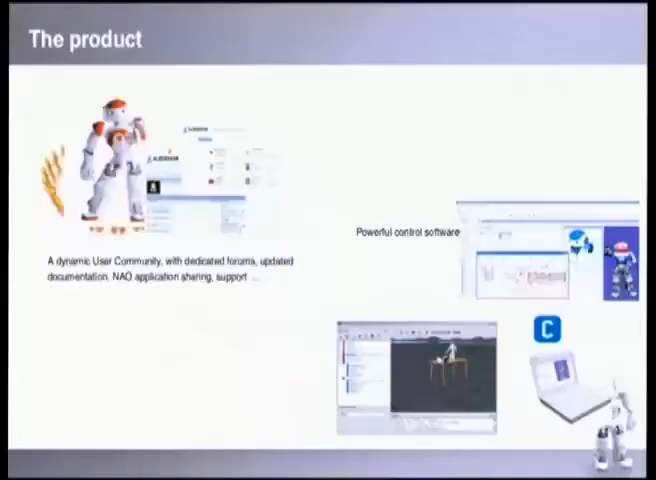 The product
A dynamic User Community, with dedicated forums, updated
documentation, NAO application sharing, support ...
Powerful control software
C